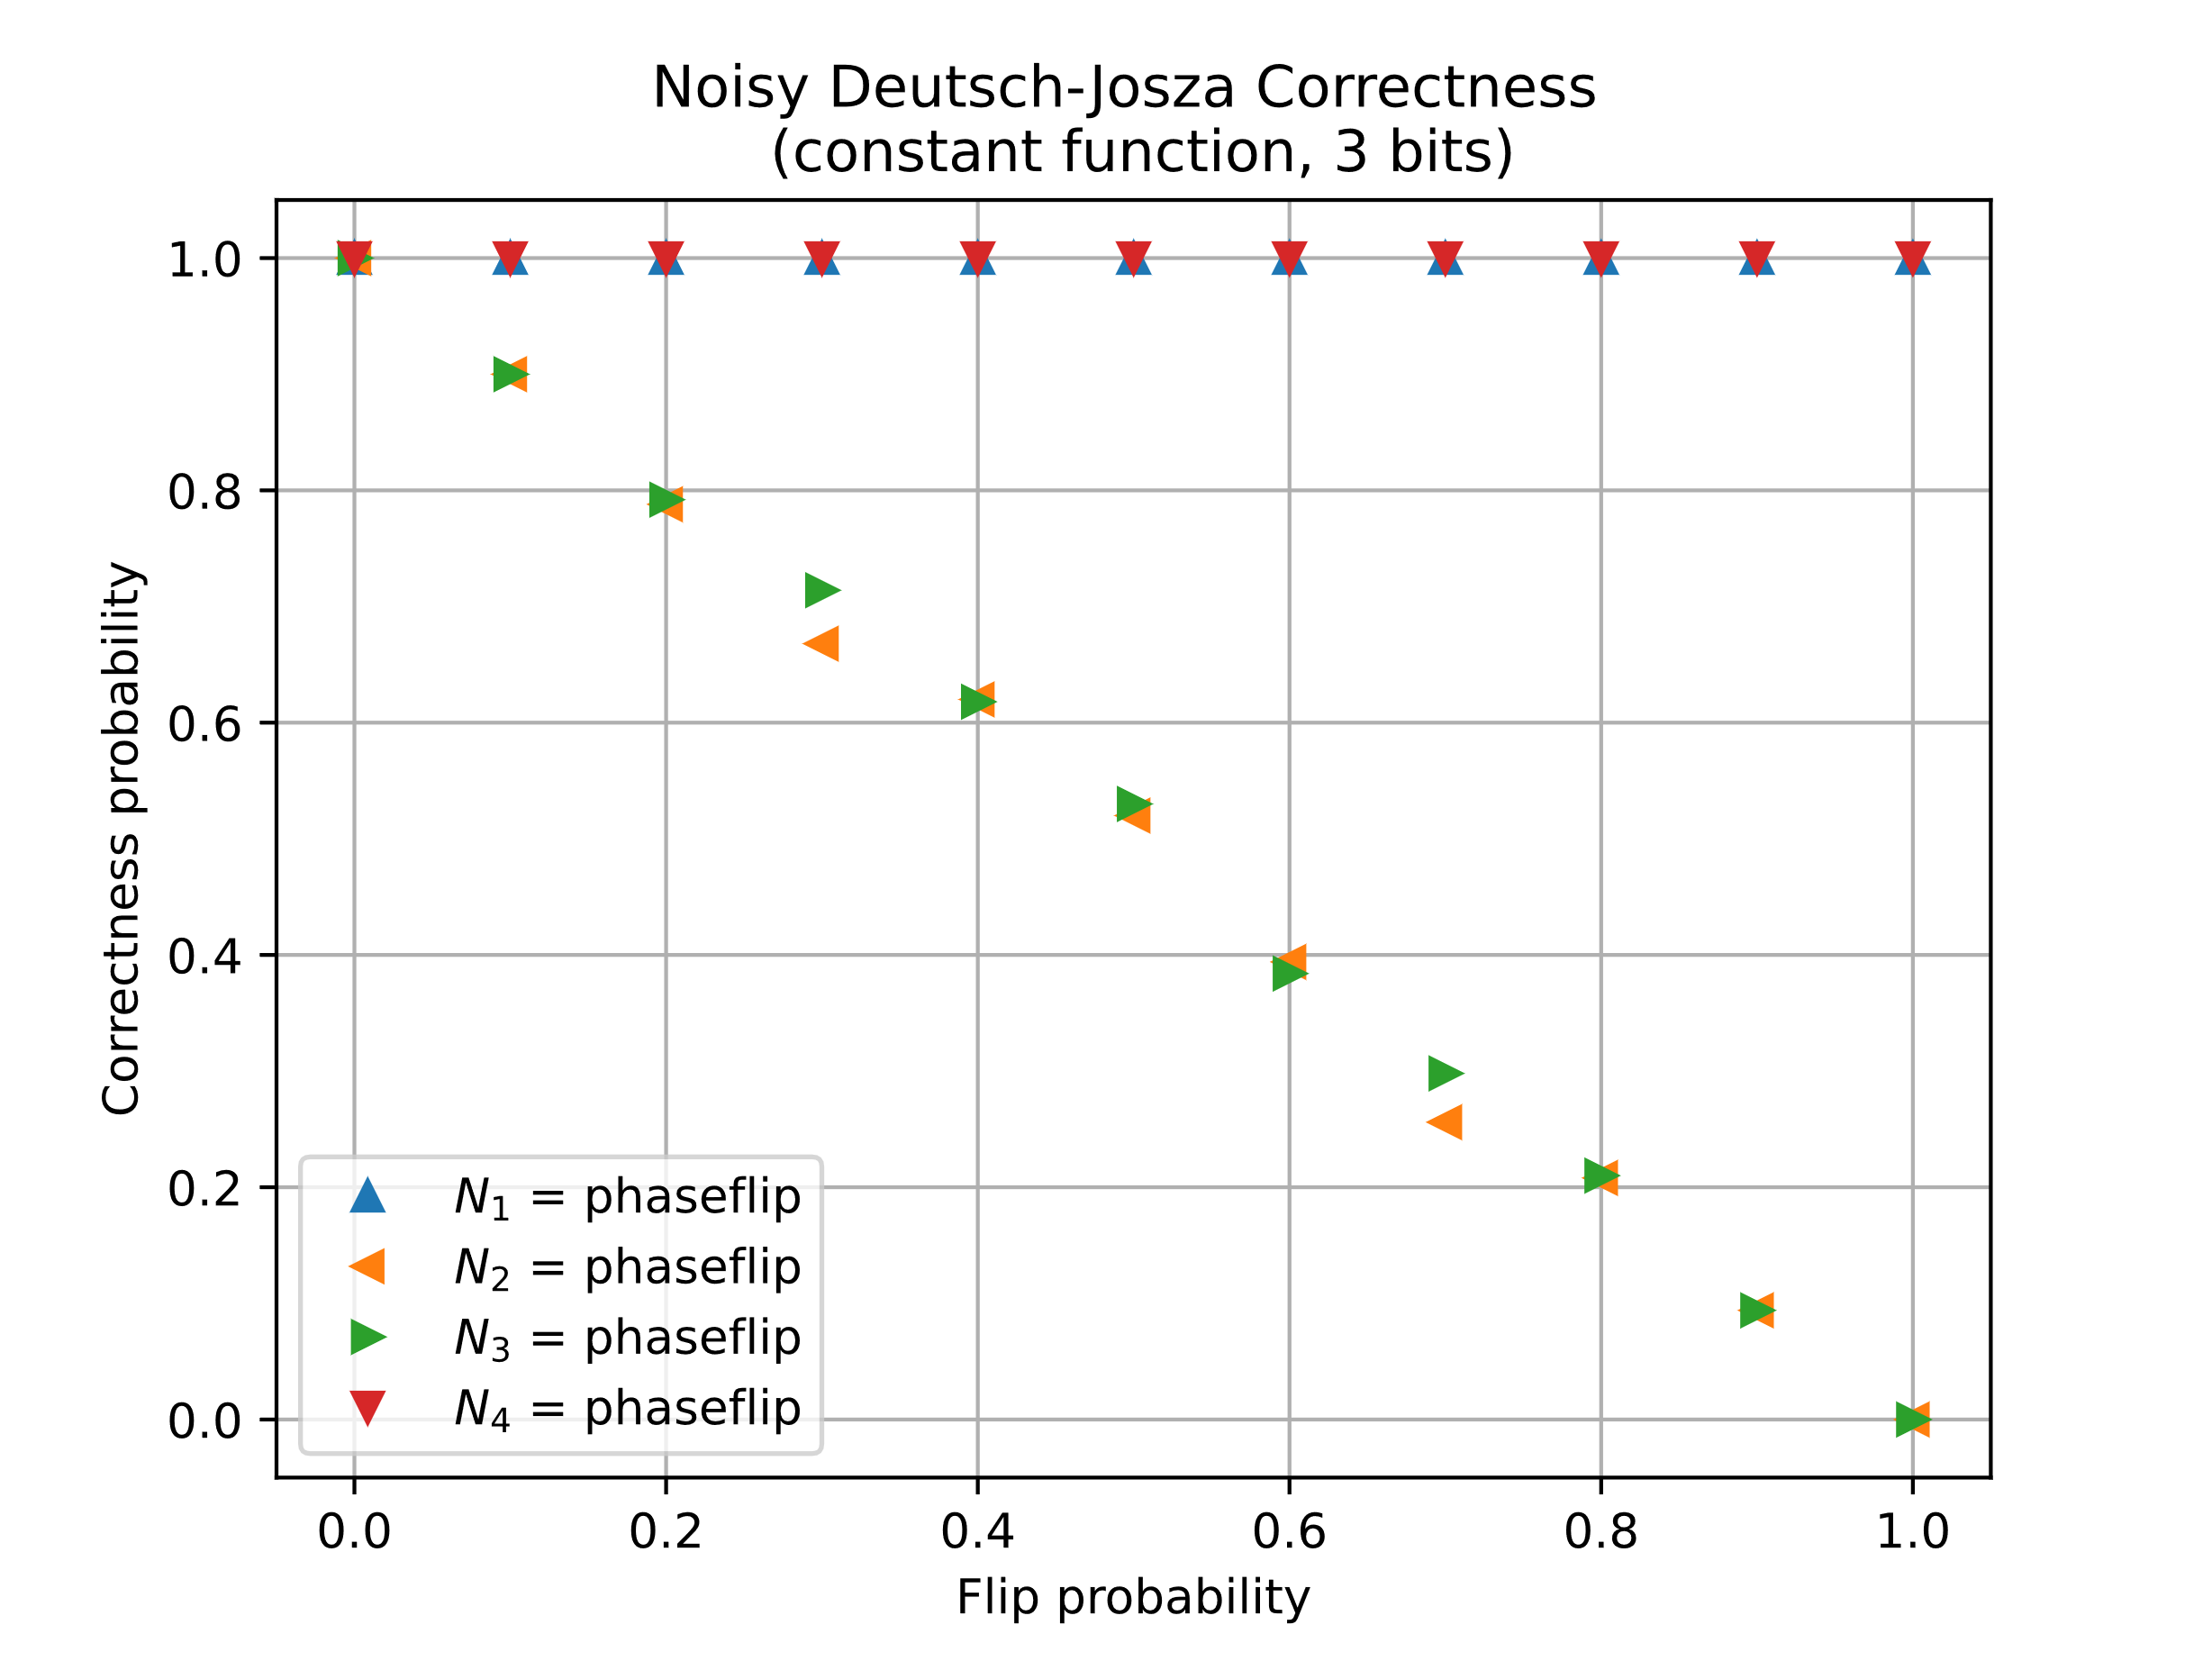 Noisy Deutsch-Josza Correctness
(constant function, 3 bits)
Correctness probability
1.0
0.8
0.6
0.4
0.2
0.0
N₁ = phaseflip
N₂ = phaseflip
N₃ = phaseflip
N₄ = phaseflip
0.0 0.2 0.4 0.6 0.8 1.0
Flip probability